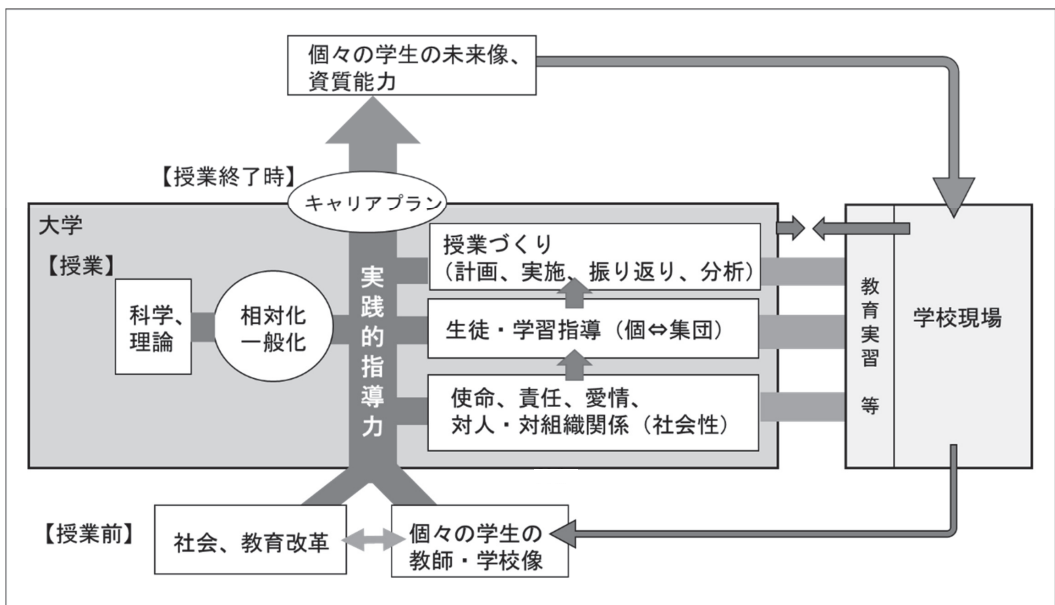 個々の学生の未来像、
資質能力
【授業終了時】
キャリアプラン
大学
【授業】
科学、
理論
相対化
一般化
実践的指導力
授業づくり
（計画、実施、振り返り、分析）
生徒・学習指導（個⇔集団）
使命、責任、愛情、
対人・対組織関係（社会性）
教育実習 等
学校現場
【授業前】
社会、教育改革
個々の学生の
教師・学校像